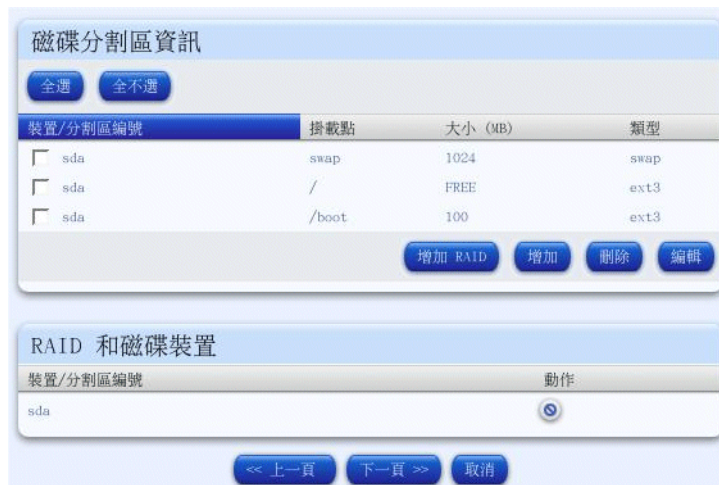 磁碟分割區資訊
全選 全不選
裝置/分割區編號 掛載點 大小 (MB) 類型
sda swap 1024 swap
sda / FREE ext3
sda /boot 100 ext3
增加 RAID 增加 刪除 編輯
RAID 和磁碟裝置
裝置/分割區編號 動作
sda
<< 上一頁 下一頁 >> 取消